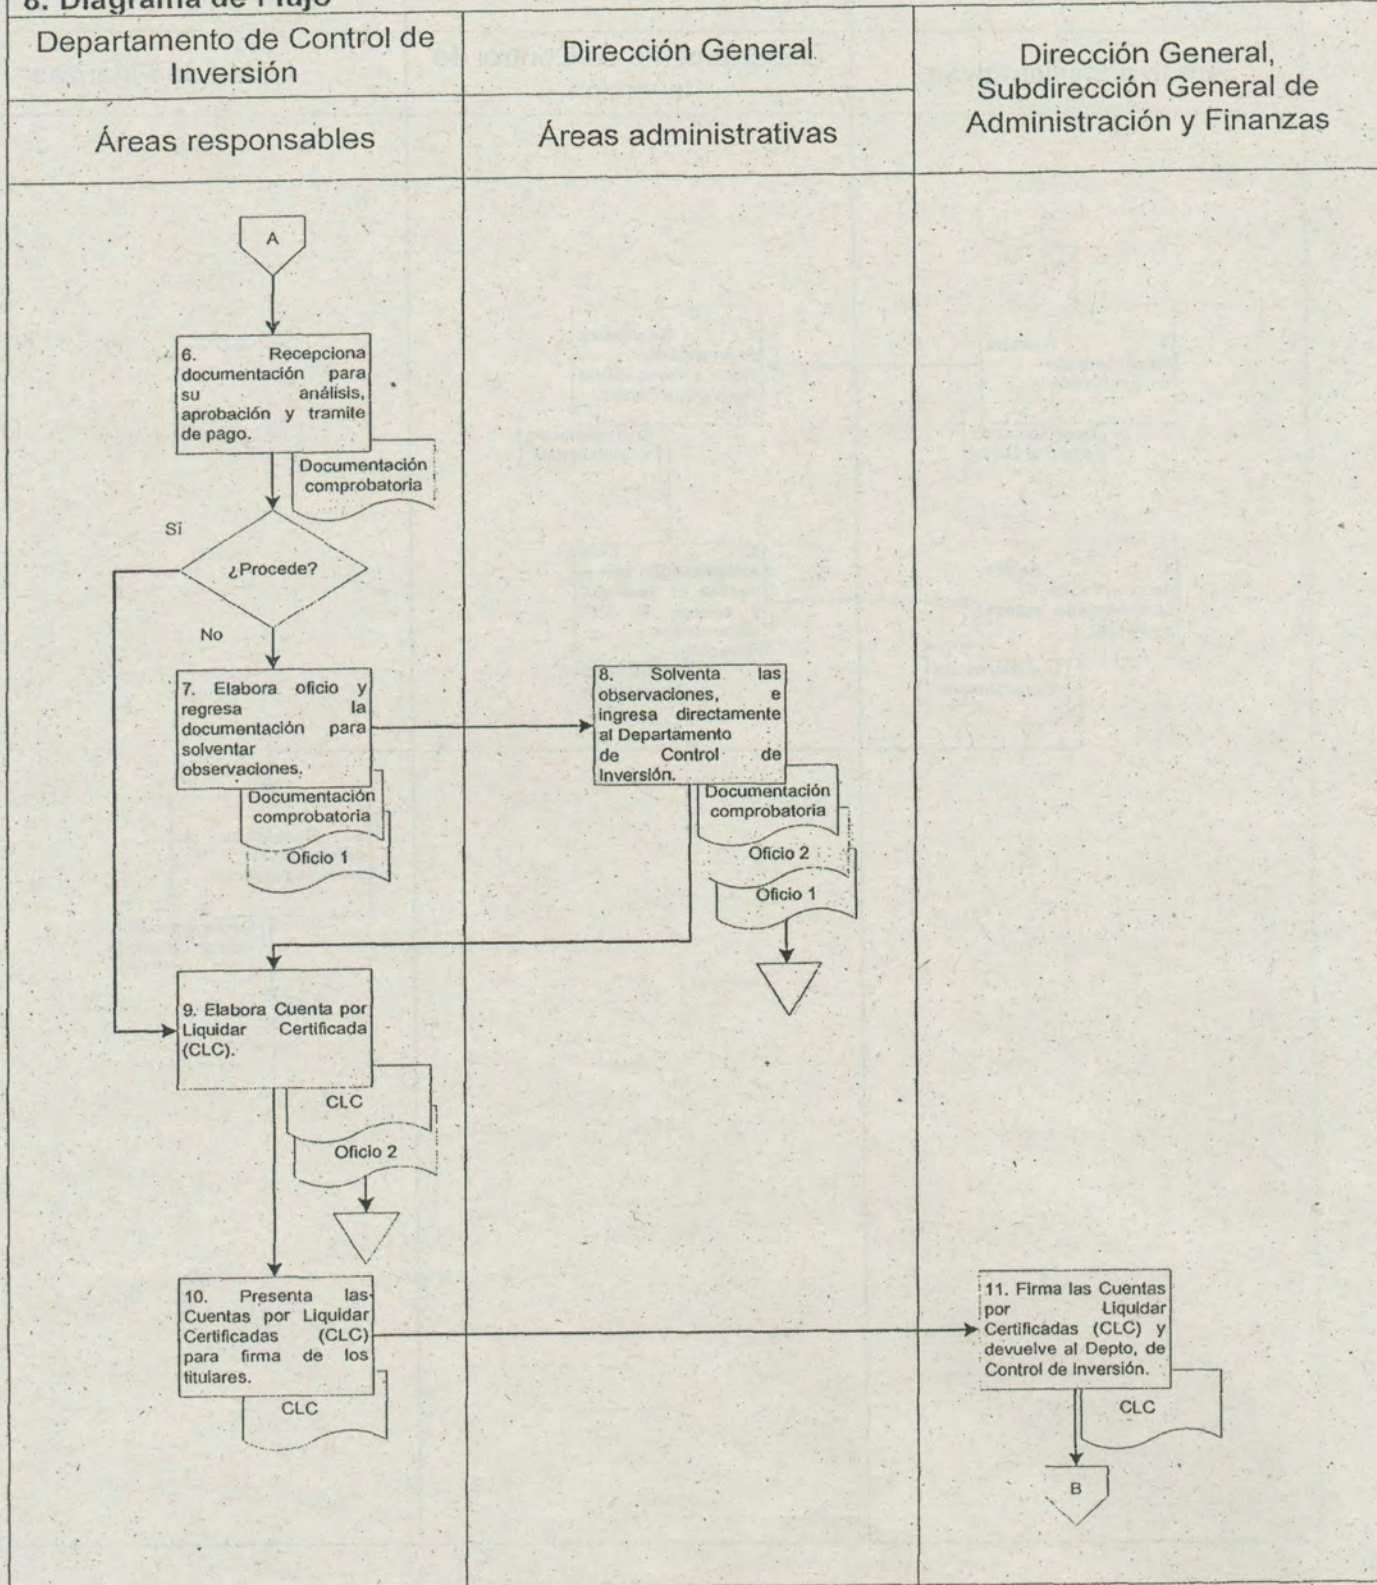 8. Diagrama de Flujo
Departamento de Control de
Inversión
Dirección General
Dirección General,
Subdirección General de
Administración y Finanzas
Áreas responsables
Áreas administrativas
A
6. Recepciona
documentación para
su análisis,
aprobación y tramite
de pago.
Documentación
comprobatoria
Si
¿Procede?
No
7. Elabora oficio y
regresa la
documentación para
solventar
observaciones.
Documentación
comprobatoria
Oficio 1
8. Solventa las
observaciones, e
ingresa directamente
al Departamento
de Control de
Inversión.
Documentación
comprobatoria
Oficio 2
Oficio 1
9. Elabora Cuenta por
Liquidar Certificada
(CLC).
CLC
Oficio 2
10. Presenta las
Cuentas por Liquidar
Certificadas (CLC)
para firma de los
titulares.
CLC
11. Firma las Cuentas
por Liquidar
Certificadas (CLC) y
devuelve al Depto, de
Control de Inversión.
CLC
B